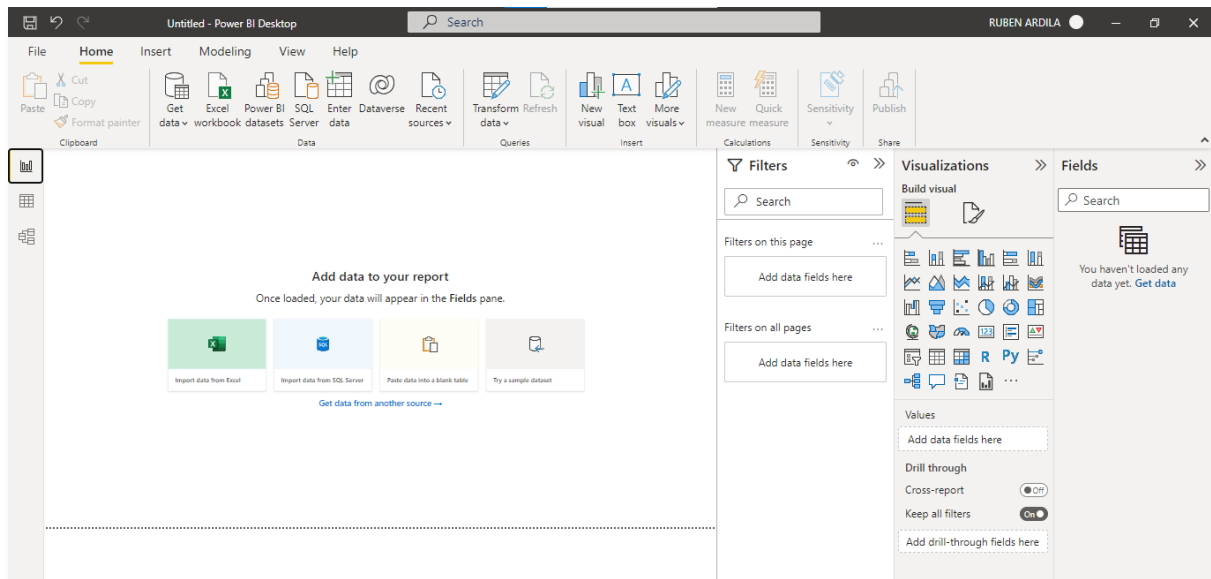 Untitled - Power BI Desktop
Search
RUBEN ARDILA
File Home Insert Modeling View Help
Paste
Cut
Copy
Format painter
Clipboard
Get data
Excel workbook
Power BI datasets
SQL Server
Enter data
Dataverse
Recent sources
Data
Transform data
Refresh
Queries
New visual
Text box
More visuals
Insert
New measure
Quick measure
Calculations
Sensitivity
Sensitivity
Publish
Share
Add data to your report
Once loaded, your data will appear in the Fields pane.
Import data from Excel
Import data from SQL Server
Paste data into a blank table
Try a sample dataset
Get data from another source →
Filters
Search
Filters on this page
...
Add data fields here
Filters on all pages
...
Add data fields here
Visualizations
Build visual
123
R Py
...
Values
Add data fields here
Drill through
Cross-report
Off
Keep all filters
On
Add drill-through fields here
Fields
Search
You haven't loaded any
data yet. Get data